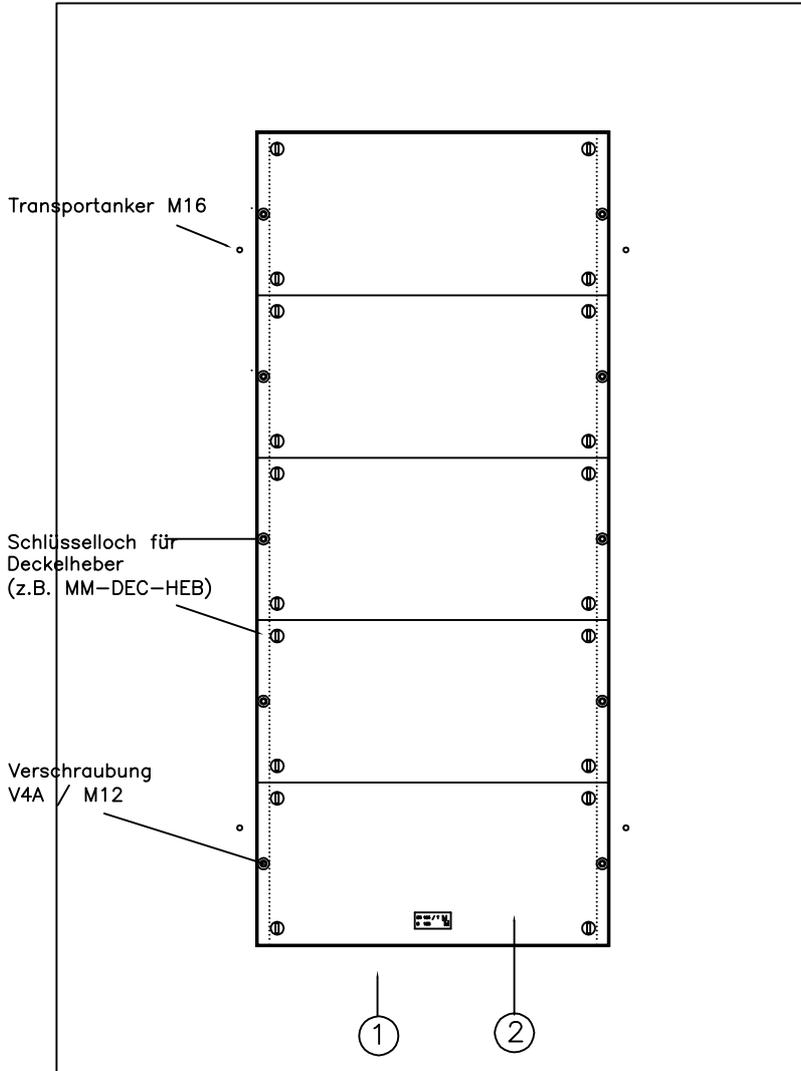 Transportanker M16
Schlüsselloch für
Deckelheber
(z.B. MM-DEC-HEB)
Verschraubung
V4A / M12
1
2